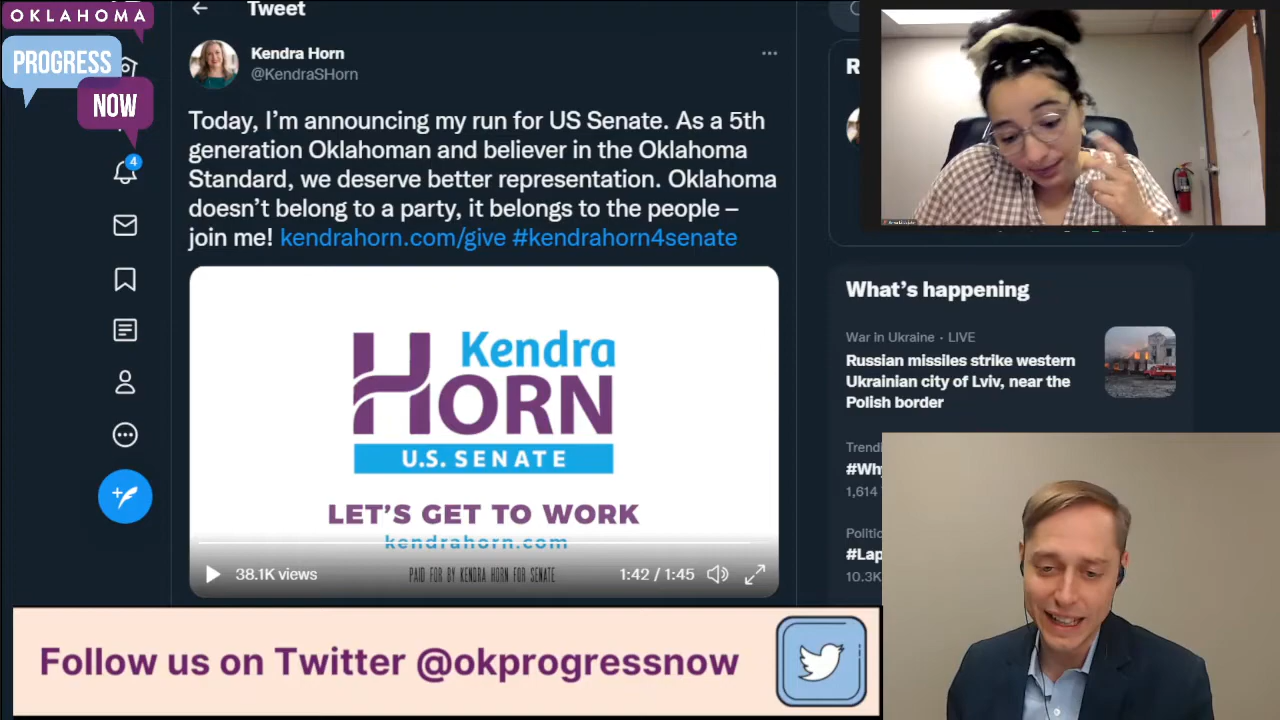 OKLAHOMA
PROGRESS
NOW
Tweet
Kendra Horn
@KendraSHorn
Today, I'm announcing my run for US Senate. As a 5th
generation Oklahoman and believer in the Oklahoma
Standard, we deserve better representation. Oklahoma
doesn't belong to a party, it belongs to the people –
join me! kendrahorn.com/give #kendrahorn4senate
Kendra
HORN
U.S. SENATE
LET'S GET TO WORK
kendrahorn.com
PAID FOR BY KENDRA HORN FOR SENATE
38.1K views
1:42 / 1:45
4
R
What's happening
War in Ukraine · LIVE
Russian missiles strike western
Ukrainian city of Lviv, near the
Polish border
Trendi
#Why
1,614
Politic
#Lap
10.3K
Follow us on Twitter @okprogressnow